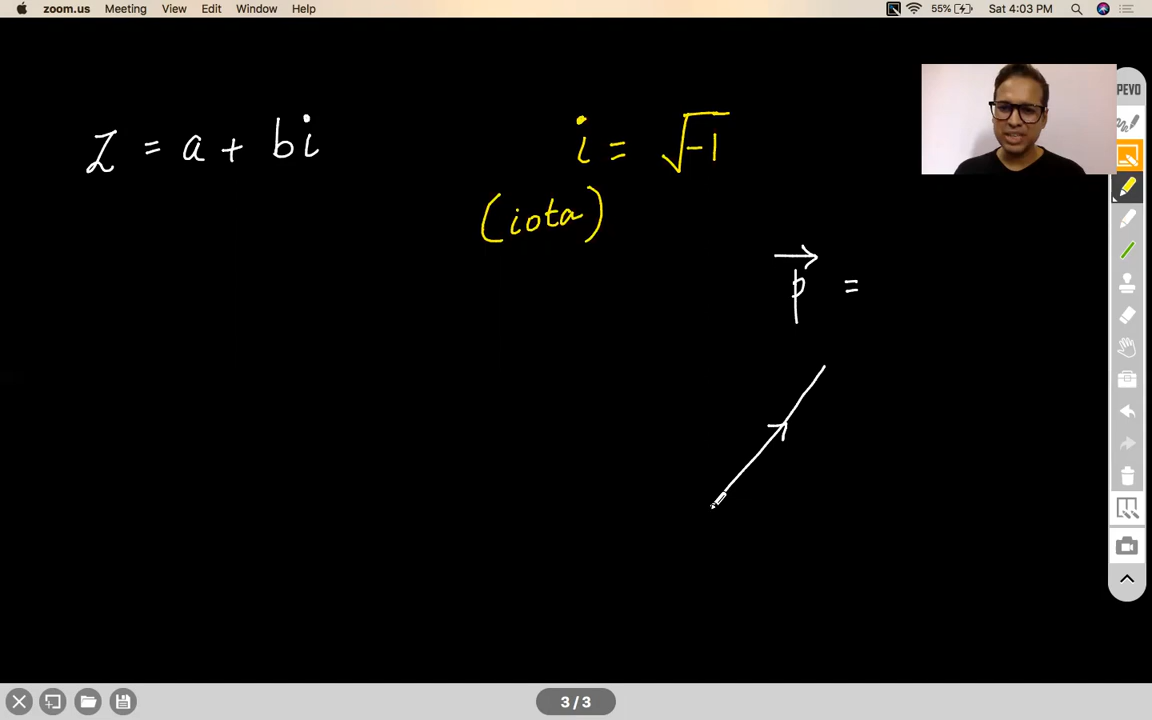 zoom.us Meeting View Edit Window Help 55% Sat 4:03 PM
PEVO
z = a + bi i = √-1
(iota)
p⃗ =
3 / 3